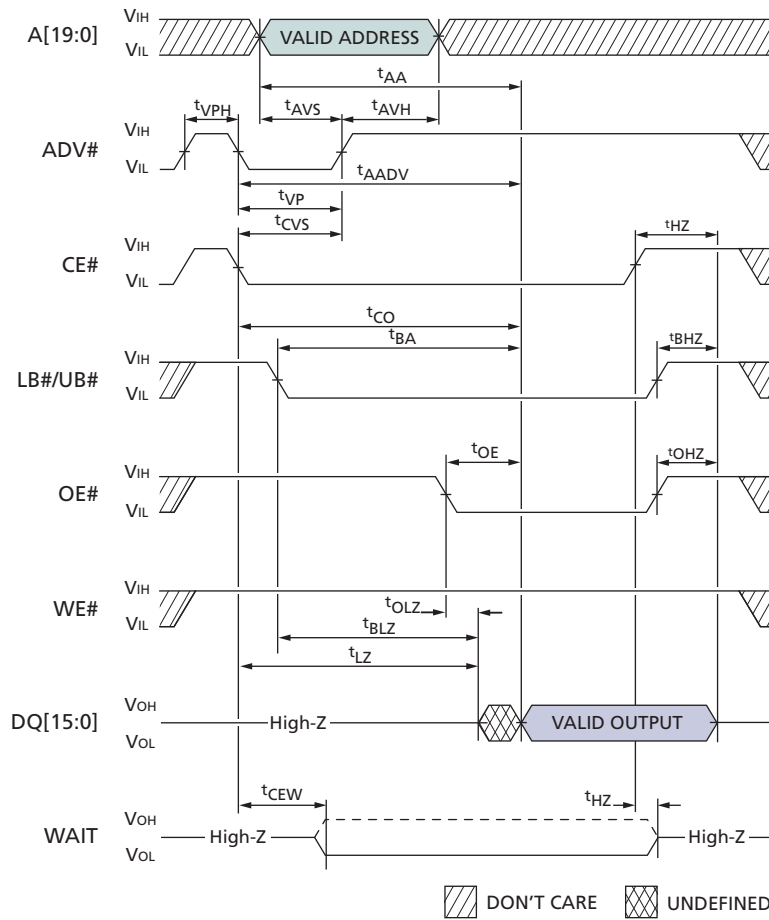 A[19:0] VIH VIL VALID ADDRESS
tAA
tVPH tAVS tAVH
ADV# VIH VIL
tAADV
tVP
tCVS
CE# VIH VIL tHZ
tCO
tBA
LB#/UB# VIH VIL tBHZ
tOE
OE# VIH VIL tOHZ
WE# VIH VIL
tOLZ
tBLZ
tLZ
DQ[15:0] VOH VOL High-Z VALID OUTPUT
tCEW tHZ
WAIT VOH VOL High-Z High-Z
DON'T CARE UNDEFINED